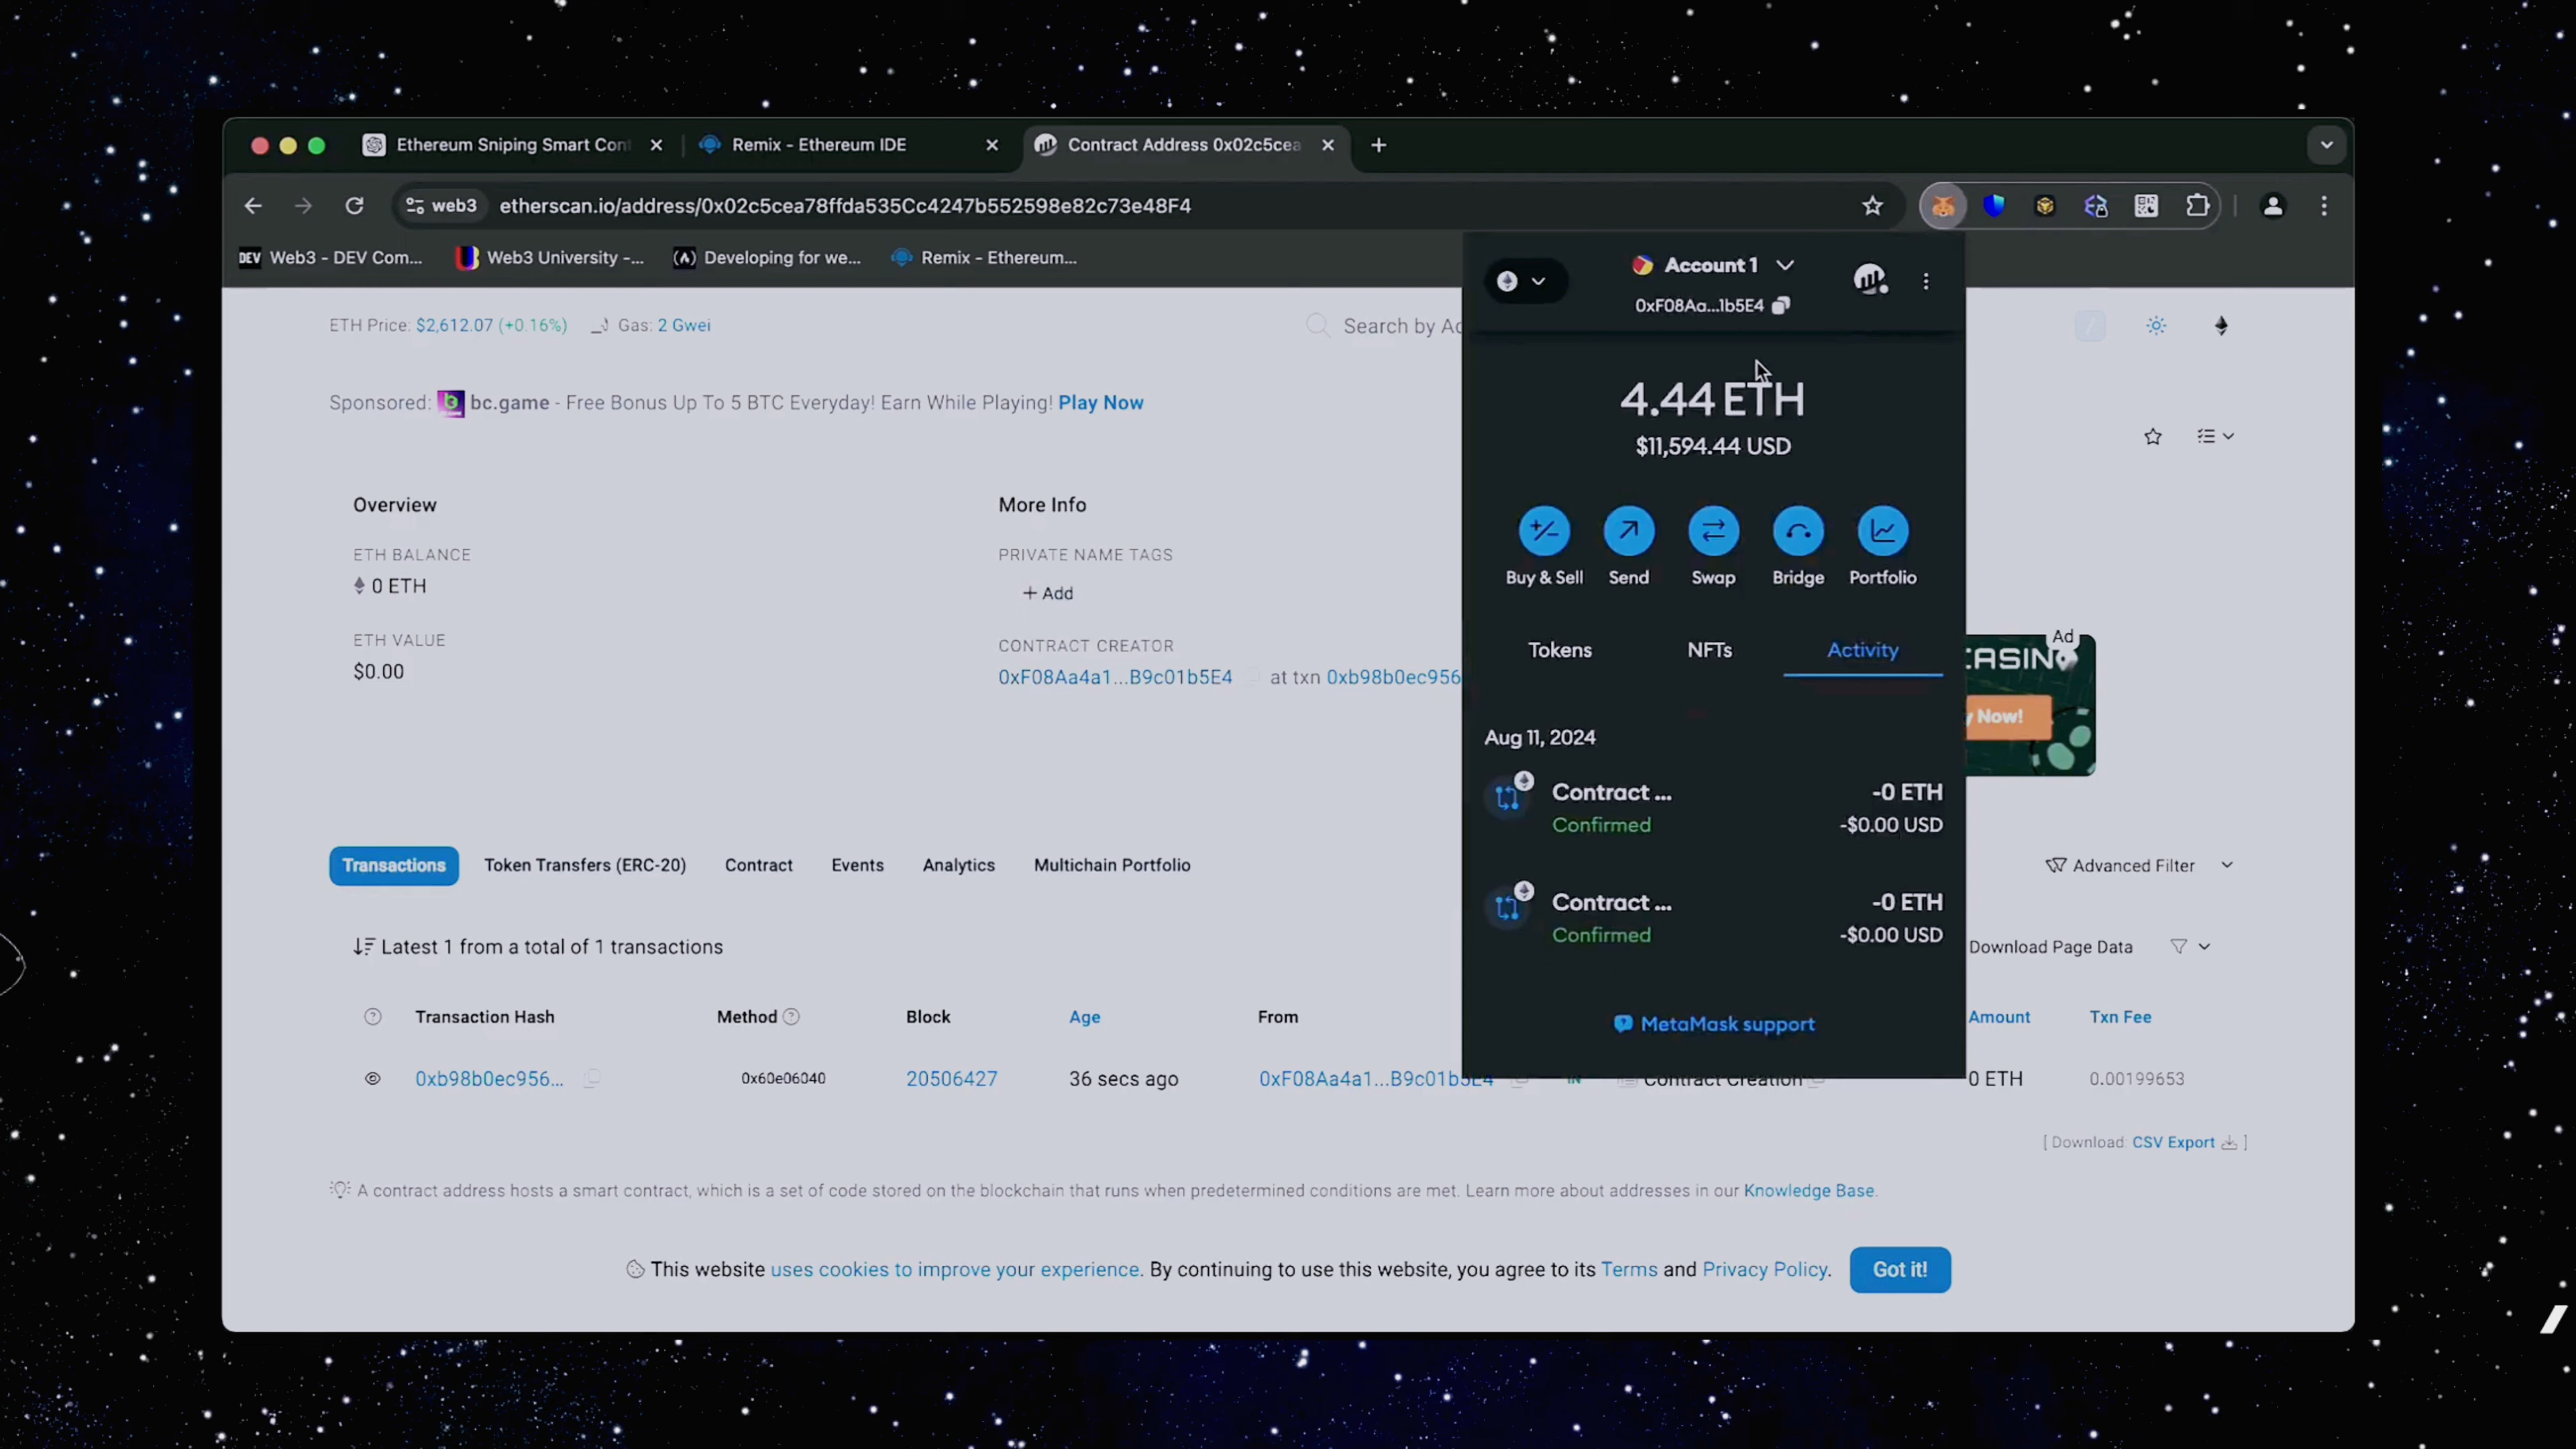 Ethereum Sniping Smart Cont
Remix - Ethereum IDE
Contract Address 0x02c5cea
web3
etherscan.io/address/0x02c5cea78ffda535Cc4247b552598e82c73e48F4
DEV Web3 - DEV Com...
Web3 University -...
Developing for we...
Remix - Ethereum...
Account 1
0xF08Aa...1b5E4
ETH Price: $2,612.07 (+0.16%)
Gas: 2 Gwei
Search by Ad
Sponsored: bc.game - Free Bonus Up To 5 BTC Everyday! Earn While Playing! Play Now
4.44 ETH
$11,594.44 USD
Overview
ETH BALANCE
0 ETH
ETH VALUE
$0.00
More Info
PRIVATE NAME TAGS
+ Add
CONTRACT CREATOR
0xF08Aa4a1...B9c01b5E4 at txn 0xb98b0ec956
Buy & Sell
Send
Swap
Bridge
Portfolio
Tokens
NFTs
Activity
Ad
CASINO
y Now!
Aug 11, 2024
Contract ...
-0 ETH
Confirmed
-$0.00 USD
Contract ...
-0 ETH
Confirmed
-$0.00 USD
MetaMask support
Transactions
Token Transfers (ERC-20)
Contract
Events
Analytics
Multichain Portfolio
Advanced Filter
Latest 1 from a total of 1 transactions
Download Page Data
Transaction Hash
Method
Block
Age
From
Amount
Txn Fee
0xb98b0ec956...
0x60e06040
20506427
36 secs ago
0xF08Aa4a1...B9c01b5E4
IN
Contract Creation
0 ETH
0.00199653
[ Download: CSV Export ]
A contract address hosts a smart contract, which is a set of code stored on the blockchain that runs when predetermined conditions are met. Learn more about addresses in our Knowledge Base.
This website uses cookies to improve your experience. By continuing to use this website, you agree to its Terms and Privacy Policy.
Got it!